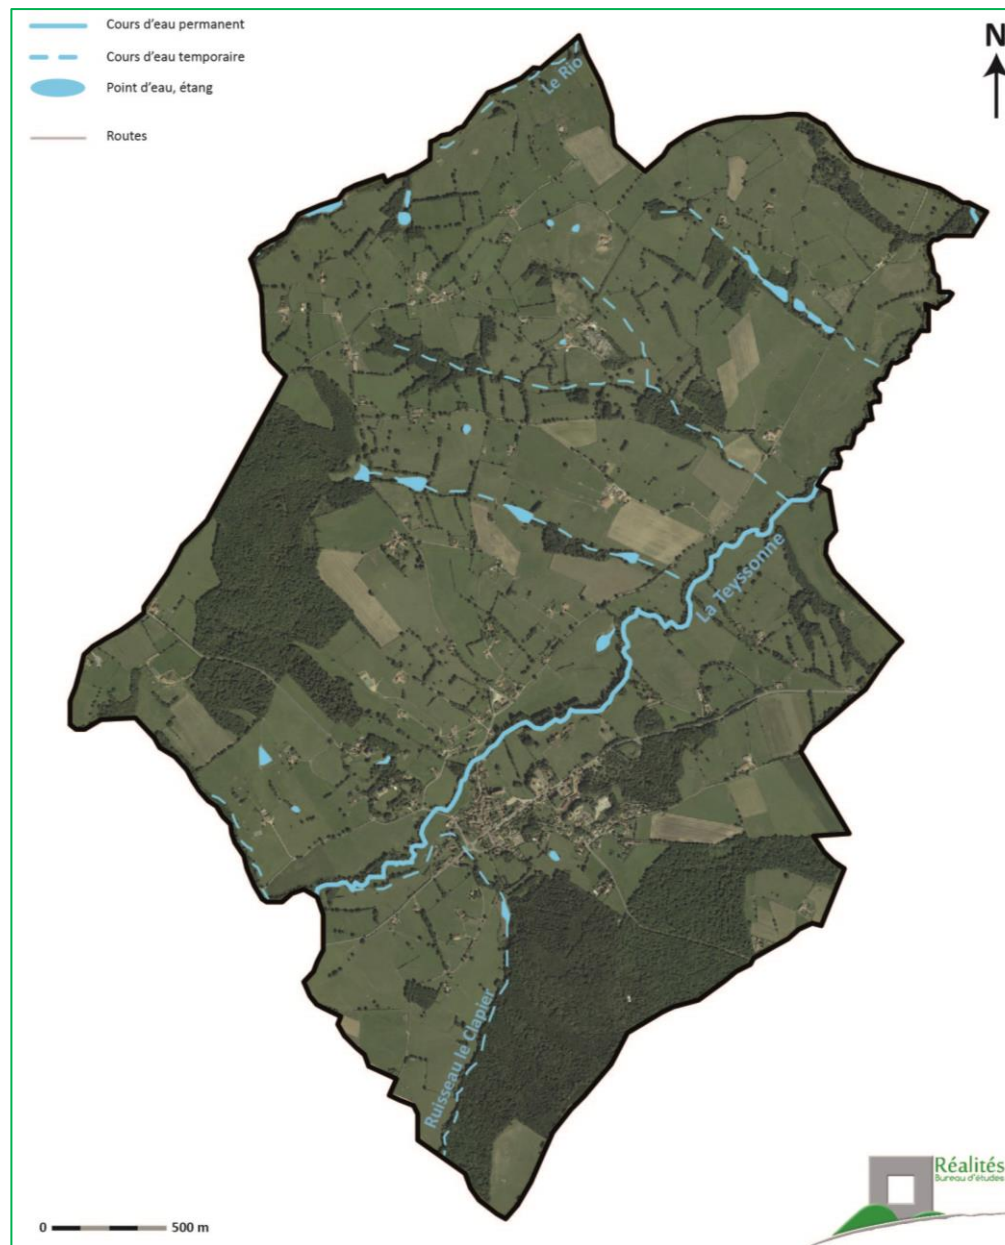 Cours d'eau permanent
Cours d'eau temporaire
Point d'eau, étang
Routes
N
Le Rio
La Teyssonne
Ruisseau le Clapier
0 500 m
Réalités
Bureau d'études